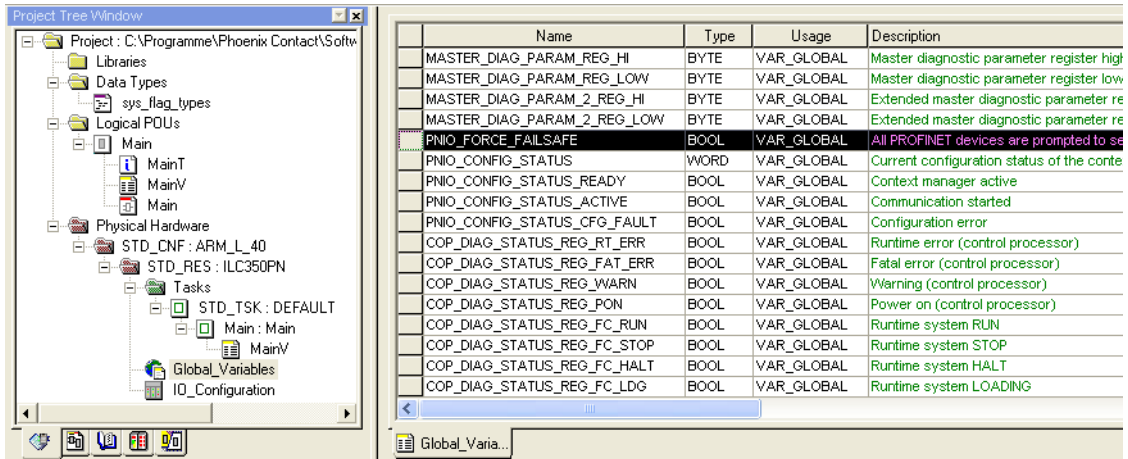 Project Tree Window
Project : C:\Programme\Phoenix Contact\Softw
Libraries
Data Types
sys_flag_types
Logical POUs
Main
MainT
MainV
Main
Physical Hardware
STD_CNF : ARM_L_40
STD_RES : ILC350PN
Tasks
STD_TSK : DEFAULT
Main : Main
MainV
Global_Variables
IO_Configuration
Name Type Usage Description
MASTER_DIAG_PARAM_REG_HI BYTE VAR_GLOBAL Master diagnostic parameter register high
MASTER_DIAG_PARAM_REG_LOW BYTE VAR_GLOBAL Master diagnostic parameter register low
MASTER_DIAG_PARAM_2_REG_HI BYTE VAR_GLOBAL Extended master diagnostic parameter re
MASTER_DIAG_PARAM_2_REG_LOW BYTE VAR_GLOBAL Extended master diagnostic parameter re
PNIO_FORCE_FAILSAFE BOOL VAR_GLOBAL All PROFINET devices are prompted to se
PNIO_CONFIG_STATUS WORD VAR_GLOBAL Current configuration status of the conte
PNIO_CONFIG_STATUS_READY BOOL VAR_GLOBAL Context manager active
PNIO_CONFIG_STATUS_ACTIVE BOOL VAR_GLOBAL Communication started
PNIO_CONFIG_STATUS_CFG_FAULT BOOL VAR_GLOBAL Configuration error
COP_DIAG_STATUS_REG_RT_ERR BOOL VAR_GLOBAL Runtime error (control processor)
COP_DIAG_STATUS_REG_FAT_ERR BOOL VAR_GLOBAL Fatal error (control processor)
COP_DIAG_STATUS_REG_WARN BOOL VAR_GLOBAL Warning (control processor)
COP_DIAG_STATUS_REG_PON BOOL VAR_GLOBAL Power on (control processor)
COP_DIAG_STATUS_REG_FC_RUN BOOL VAR_GLOBAL Runtime system RUN
COP_DIAG_STATUS_REG_FC_STOP BOOL VAR_GLOBAL Runtime system STOP
COP_DIAG_STATUS_REG_FC_HALT BOOL VAR_GLOBAL Runtime system HALT
COP_DIAG_STATUS_REG_FC_LDG BOOL VAR_GLOBAL Runtime system LOADING
Global_Varia...